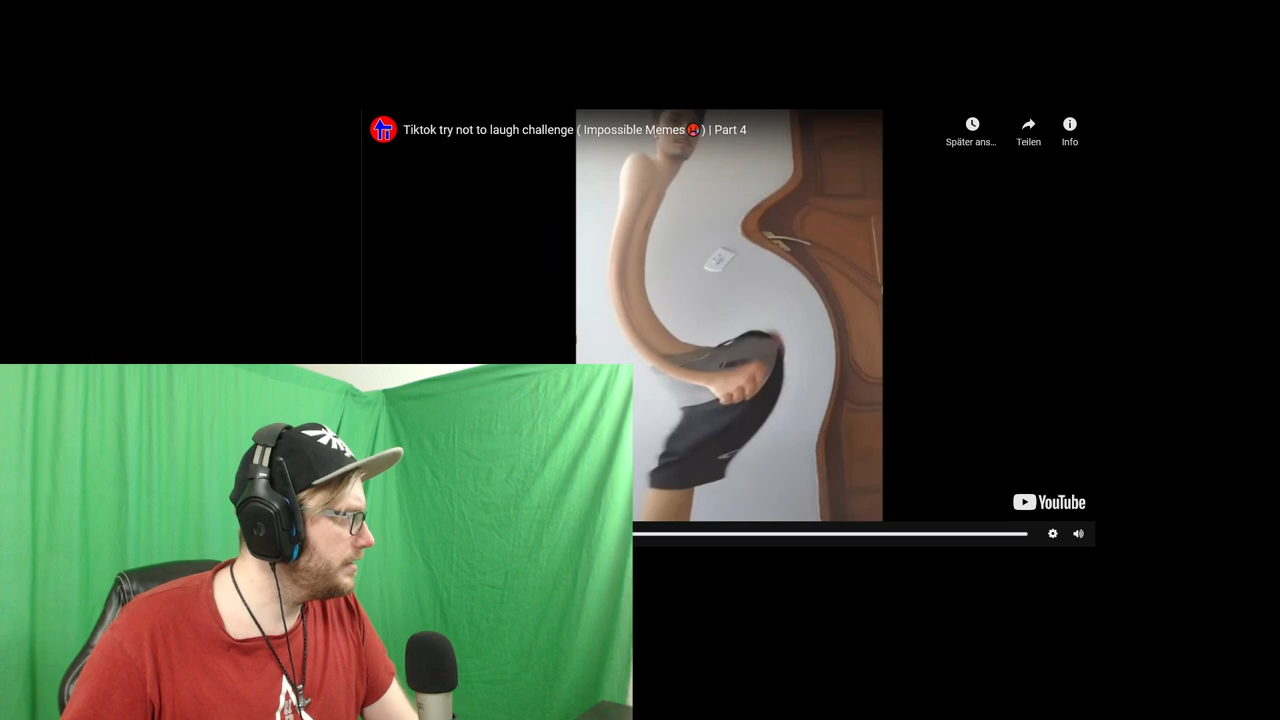 Tiktok try not to laugh challenge ( Impossible Memes🥵) | Part 4
Später ans...
Teilen
Info
YouTube